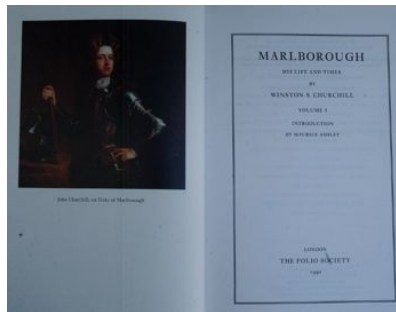 John Churchill, 1st Duke of Marlborough
MARLBOROUGH
HIS LIFE AND TIMES
BY
WINSTON S CHURCHILL
VOLUME I
INTRODUCTION
BY MAURICE ASHLEY
LONDON
THE FOLIO SOCIETY
1991